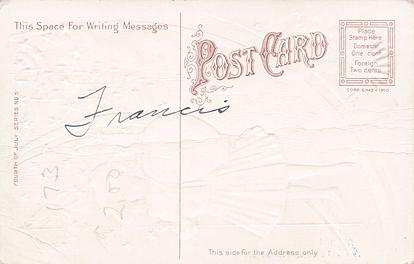 This Space For Writing Messages
POST CARD
Place
Stamp Here
Domestic
One cent
Foreign
Two cents
Francis
FOURTH OF JULY SERIES NO. 5
This side for the Address only